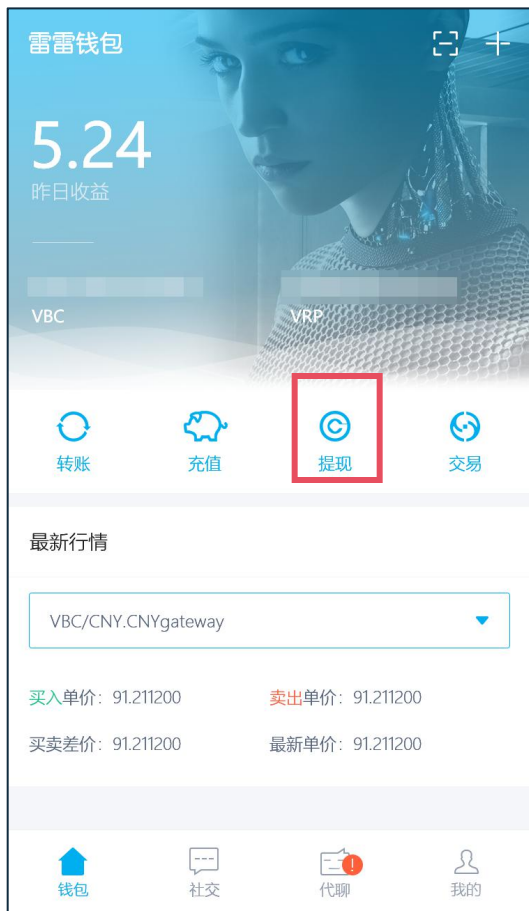 雷雷钱包
5.24
昨日收益
VBC VRP
转账 充值 提现 交易
最新行情
VBC/CNY.CNYgateway
买入单价：91.211200 卖出单价：91.211200
买卖差价：91.211200 最新单价：91.211200
钱包 社交 代聊 我的